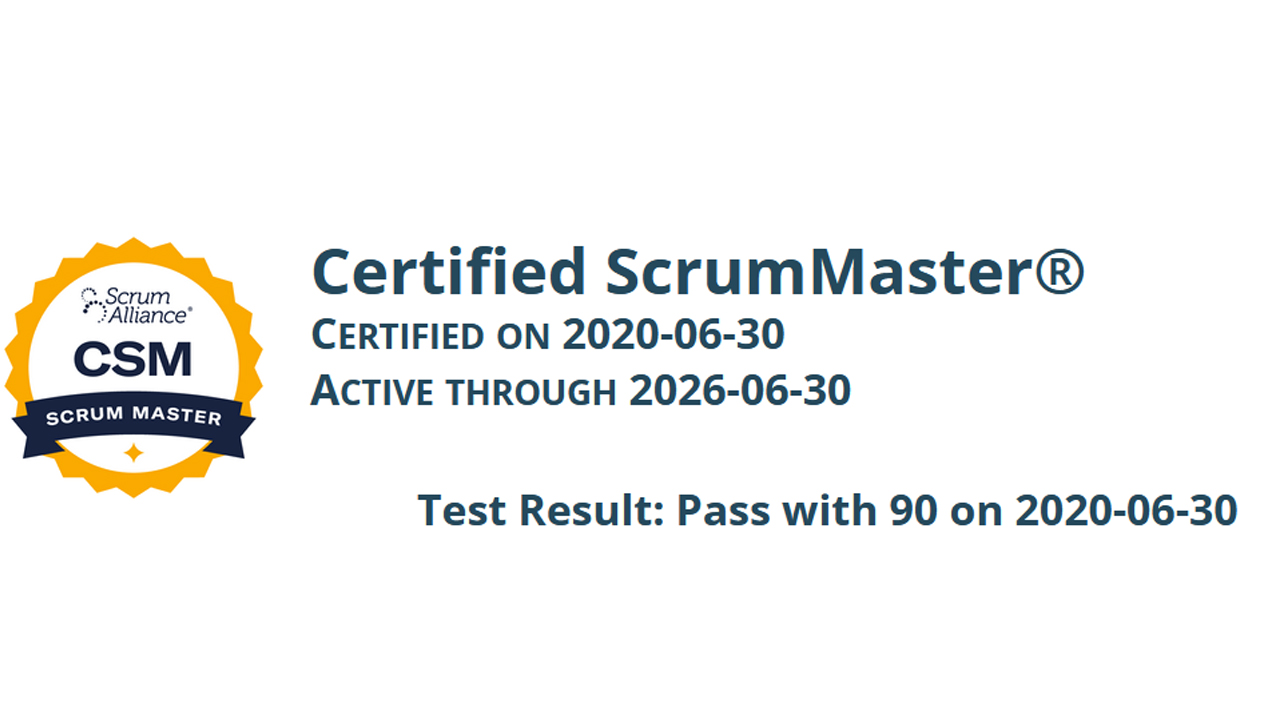 Scrum
Alliance®
CSM
SCRUM MASTER
Certified ScrumMaster®
CERTIFIED ON 2020-06-30
ACTIVE THROUGH 2026-06-30
Test Result: Pass with 90 on 2020-06-30